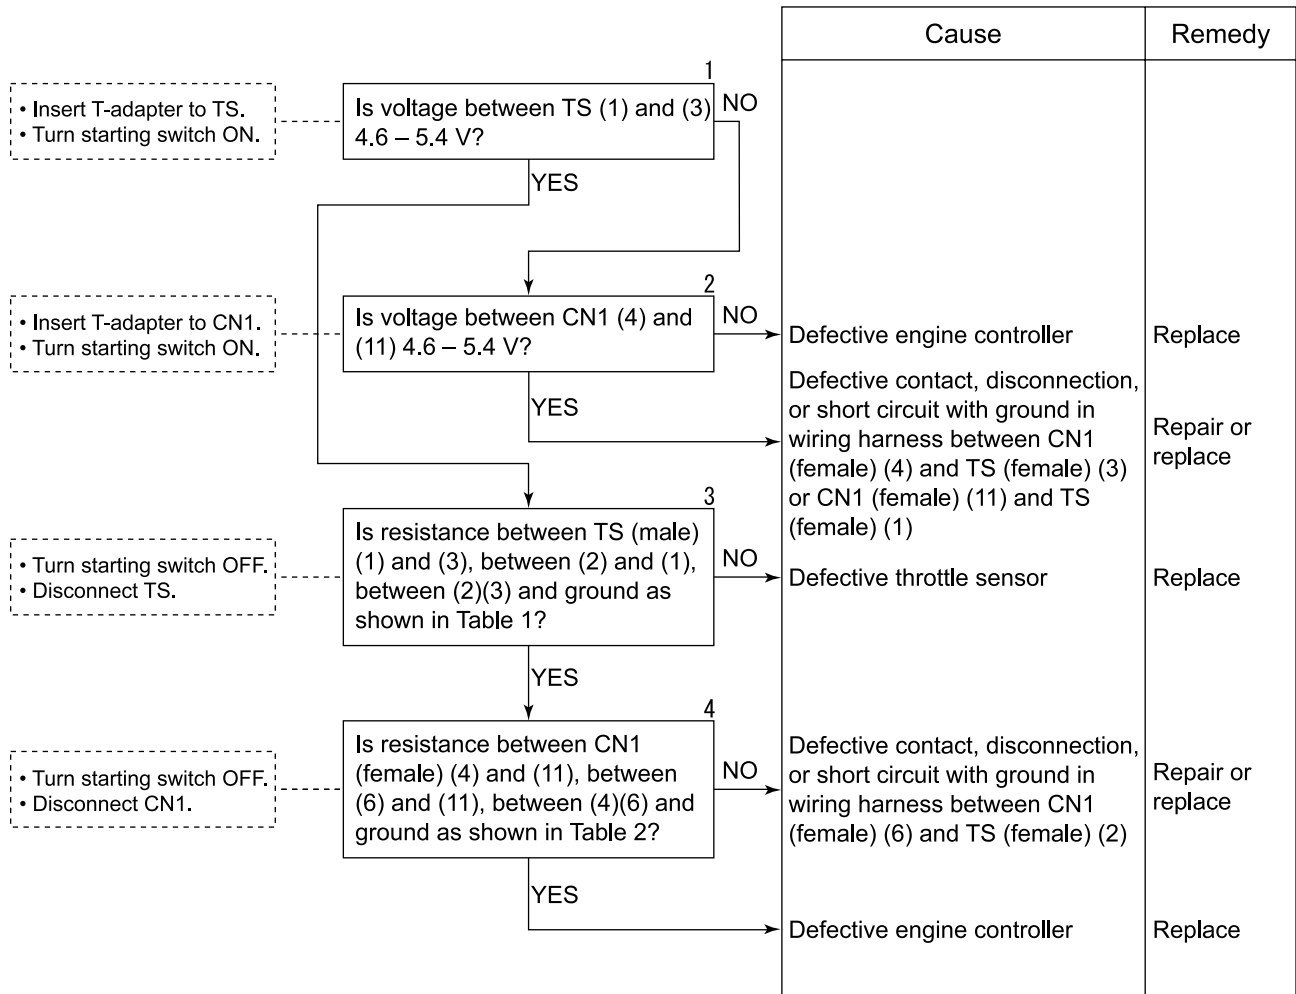 Cause
Remedy
• Insert T-adapter to TS.
• Turn starting switch ON.
1
Is voltage between TS (1) and (3)
4.6 – 5.4 V?
NO
YES
• Insert T-adapter to CN1.
• Turn starting switch ON.
2
Is voltage between CN1 (4) and
(11) 4.6 – 5.4 V?
NO
Defective engine controller
Replace
YES
Defective contact, disconnection,
or short circuit with ground in
wiring harness between CN1
(female) (4) and TS (female) (3)
or CN1 (female) (11) and TS
(female) (1)
Repair or
replace
• Turn starting switch OFF.
• Disconnect TS.
3
Is resistance between TS (male)
(1) and (3), between (2) and (1),
between (2)(3) and ground as
shown in Table 1?
NO
Defective throttle sensor
Replace
YES
• Turn starting switch OFF.
• Disconnect CN1.
4
Is resistance between CN1
(female) (4) and (11), between
(6) and (11), between (4)(6) and
ground as shown in Table 2?
NO
Defective contact, disconnection,
or short circuit with ground in
wiring harness between CN1
(female) (6) and TS (female) (2)
Repair or
replace
YES
Defective engine controller
Replace